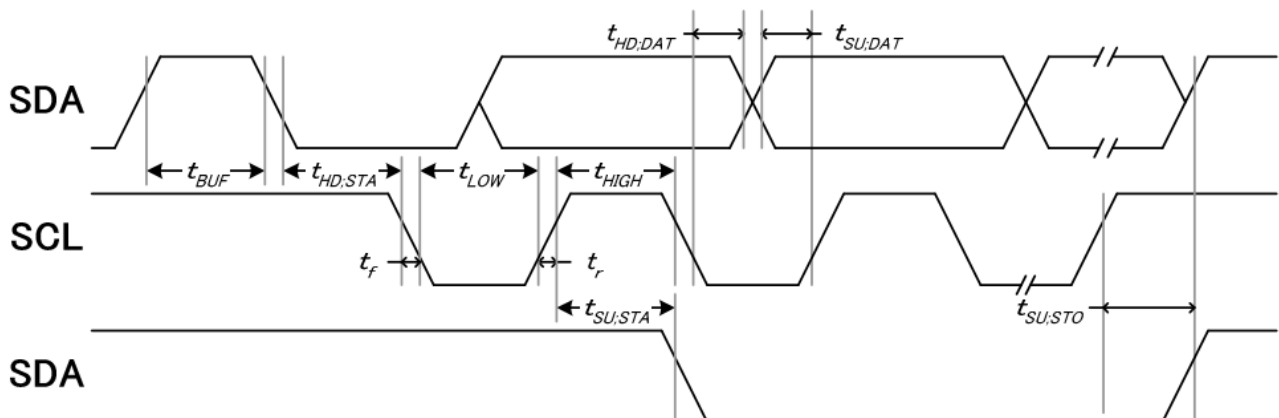 t_HD;DAT t_SU;DAT
SDA
t_BUF t_HD;STA t_LOW t_HIGH
SCL
t_f t_r
t_SU;STA t_SU;STO
SDA